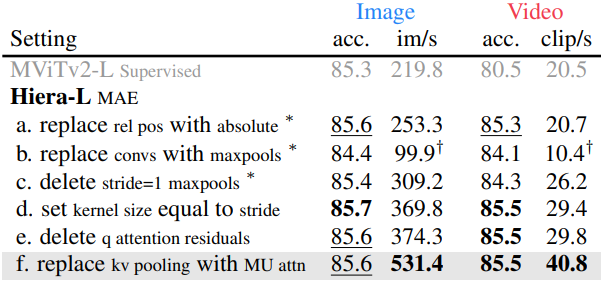 Image Video
Setting acc. im/s acc. clip/s
MViTv2-L Supervised 85.3 219.8 80.5 20.5
Hiera-L MAE
a. replace rel pos with absolute * 85.6 253.3 85.3 20.7
b. replace convs with maxpools * 84.4 99.9† 84.1 10.4†
c. delete stride=1 maxpools * 85.4 309.2 84.3 26.2
d. set kernel size equal to stride 85.7 369.8 85.5 29.4
e. delete q attention residuals 85.6 374.3 85.5 29.8
f. replace kv pooling with MU attn 85.6 531.4 85.5 40.8